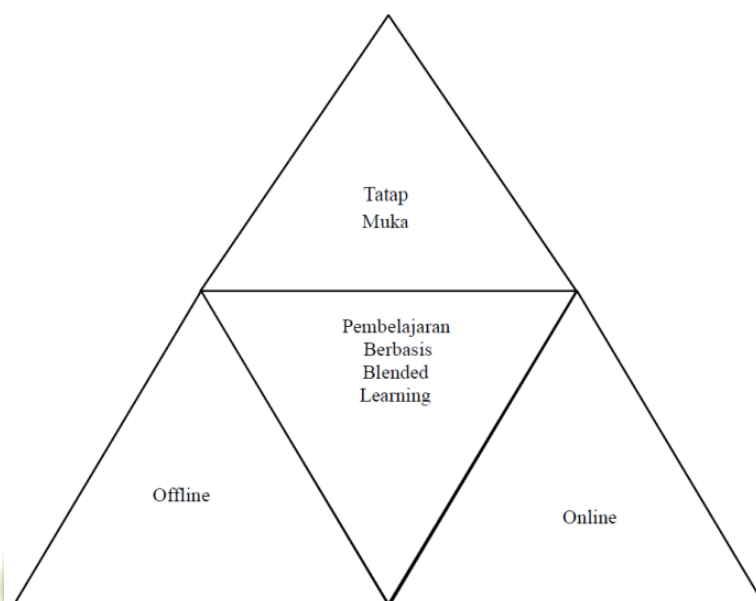 Tatap
Muka
Pembelajaran
Berbasis
Blended
Learning
Offline
Online